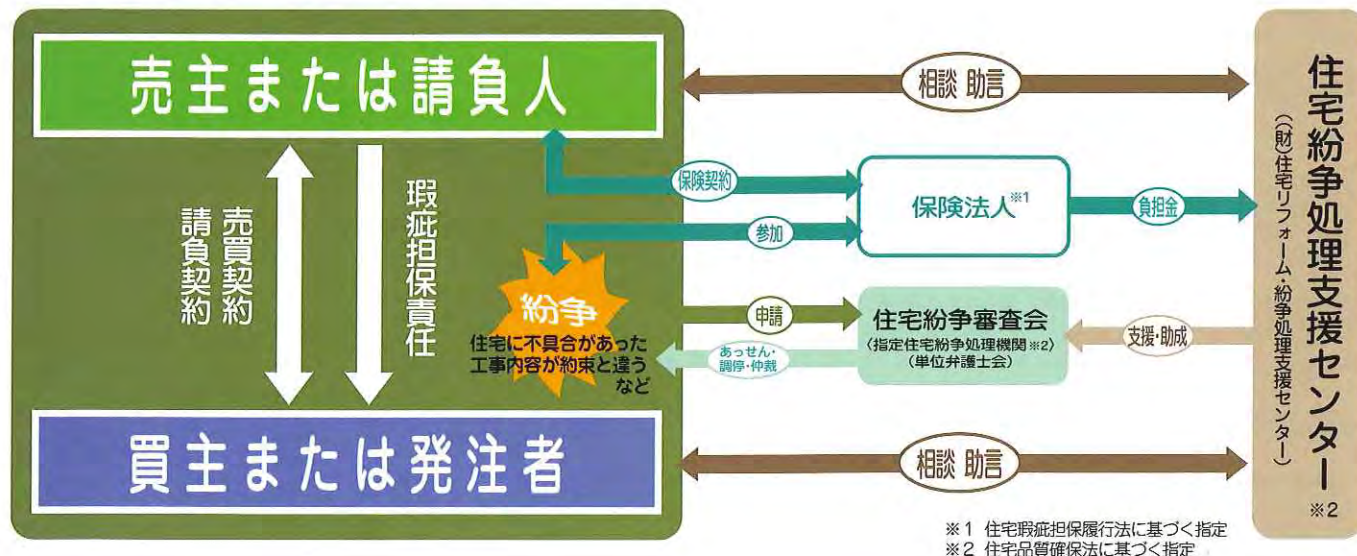 売主または請負人
売買契約
請負契約
瑕疵担保責任
紛争
住宅に不具合があった
工事内容が約束と違う
など
買主または発注者
相談 助言
保険契約
保険法人※1
負担金
参加
申請
住宅紛争審査会
〈指定住宅紛争処理機関※2〉
（単位弁護士会）
あっせん・
調停・仲裁
支援・助成
相談 助言
住宅紛争処理支援センター※2
（(財)住宅リフォーム・紛争処理支援センター）
※1 住宅瑕疵担保履行法に基づく指定
※2 住宅品質確保法に基づく指定